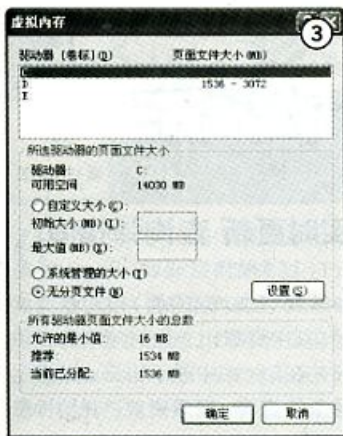 虚拟内存
③
驱动器 [卷标](D) 页面文件大小(MB)
D 1536 - 3072
E
所选驱动器的页面文件大小
驱动器: C:
可用空间: 14030 MB
自定义大小(C):
初始大小(MB)(I):
最大值(MB)(X):
系统管理的大小(Y)
无分页文件(N) 设置(S)
所有驱动器页面文件大小的总数
允许的最小值: 16 MB
推荐: 1534 MB
当前已分配: 1536 MB
确定 取消